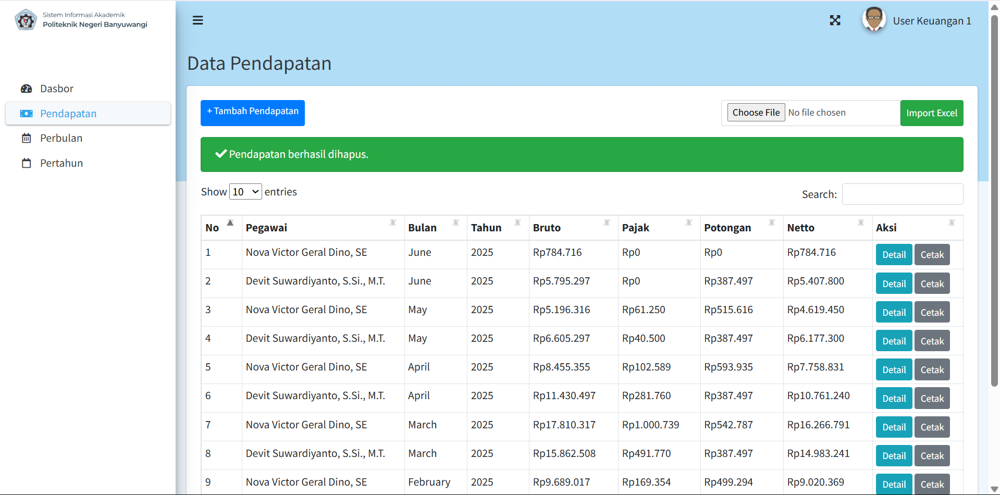 Sistem Informasi Akademik
Politeknik Negeri Banyuwangi
User Keuangan 1
Dasbor
Pendapatan
Perbulan
Pertahun
Data Pendapatan
+ Tambah Pendapatan
Choose File No file chosen Import Excel
Pendapatan berhasil dihapus.
Show 10 entries
Search:
No Pegawai Bulan Tahun Bruto Pajak Potongan Netto Aksi
1 Nova Victor Geral Dino, SE June 2025 Rp784.716 Rp0 Rp0 Rp784.716 Detail Cetak
2 Devit Suwardiyanto, S.Si., M.T. June 2025 Rp5.795.297 Rp0 Rp387.497 Rp5.407.800 Detail Cetak
3 Nova Victor Geral Dino, SE May 2025 Rp5.196.316 Rp61.250 Rp515.616 Rp4.619.450 Detail Cetak
4 Devit Suwardiyanto, S.Si., M.T. May 2025 Rp6.605.297 Rp40.500 Rp387.497 Rp6.177.300 Detail Cetak
5 Nova Victor Geral Dino, SE April 2025 Rp8.455.355 Rp102.589 Rp593.935 Rp7.758.831 Detail Cetak
6 Devit Suwardiyanto, S.Si., M.T. April 2025 Rp11.430.497 Rp281.760 Rp387.497 Rp10.761.240 Detail Cetak
7 Nova Victor Geral Dino, SE March 2025 Rp17.810.317 Rp1.000.739 Rp542.787 Rp16.266.791 Detail Cetak
8 Devit Suwardiyanto, S.Si., M.T. March 2025 Rp15.862.508 Rp491.770 Rp387.497 Rp14.983.241 Detail Cetak
9 Nova Victor Geral Dino, SE February 2025 Rp9.689.017 Rp169.354 Rp499.294 Rp9.020.369 Detail Cetak